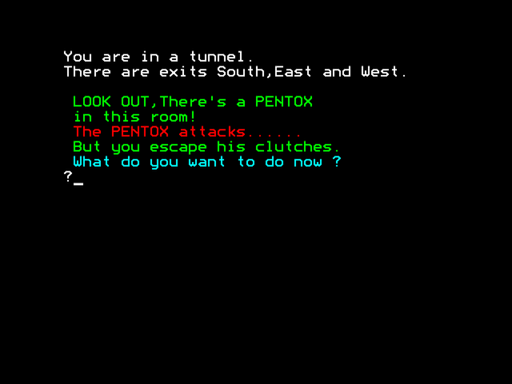 You are in a tunnel.
There are exits South,East and West.
LOOK OUT,There's a PENTOX
in this room!
The PENTOX attacks......
But you escape his clutches.
What do you want to do now ?
?_